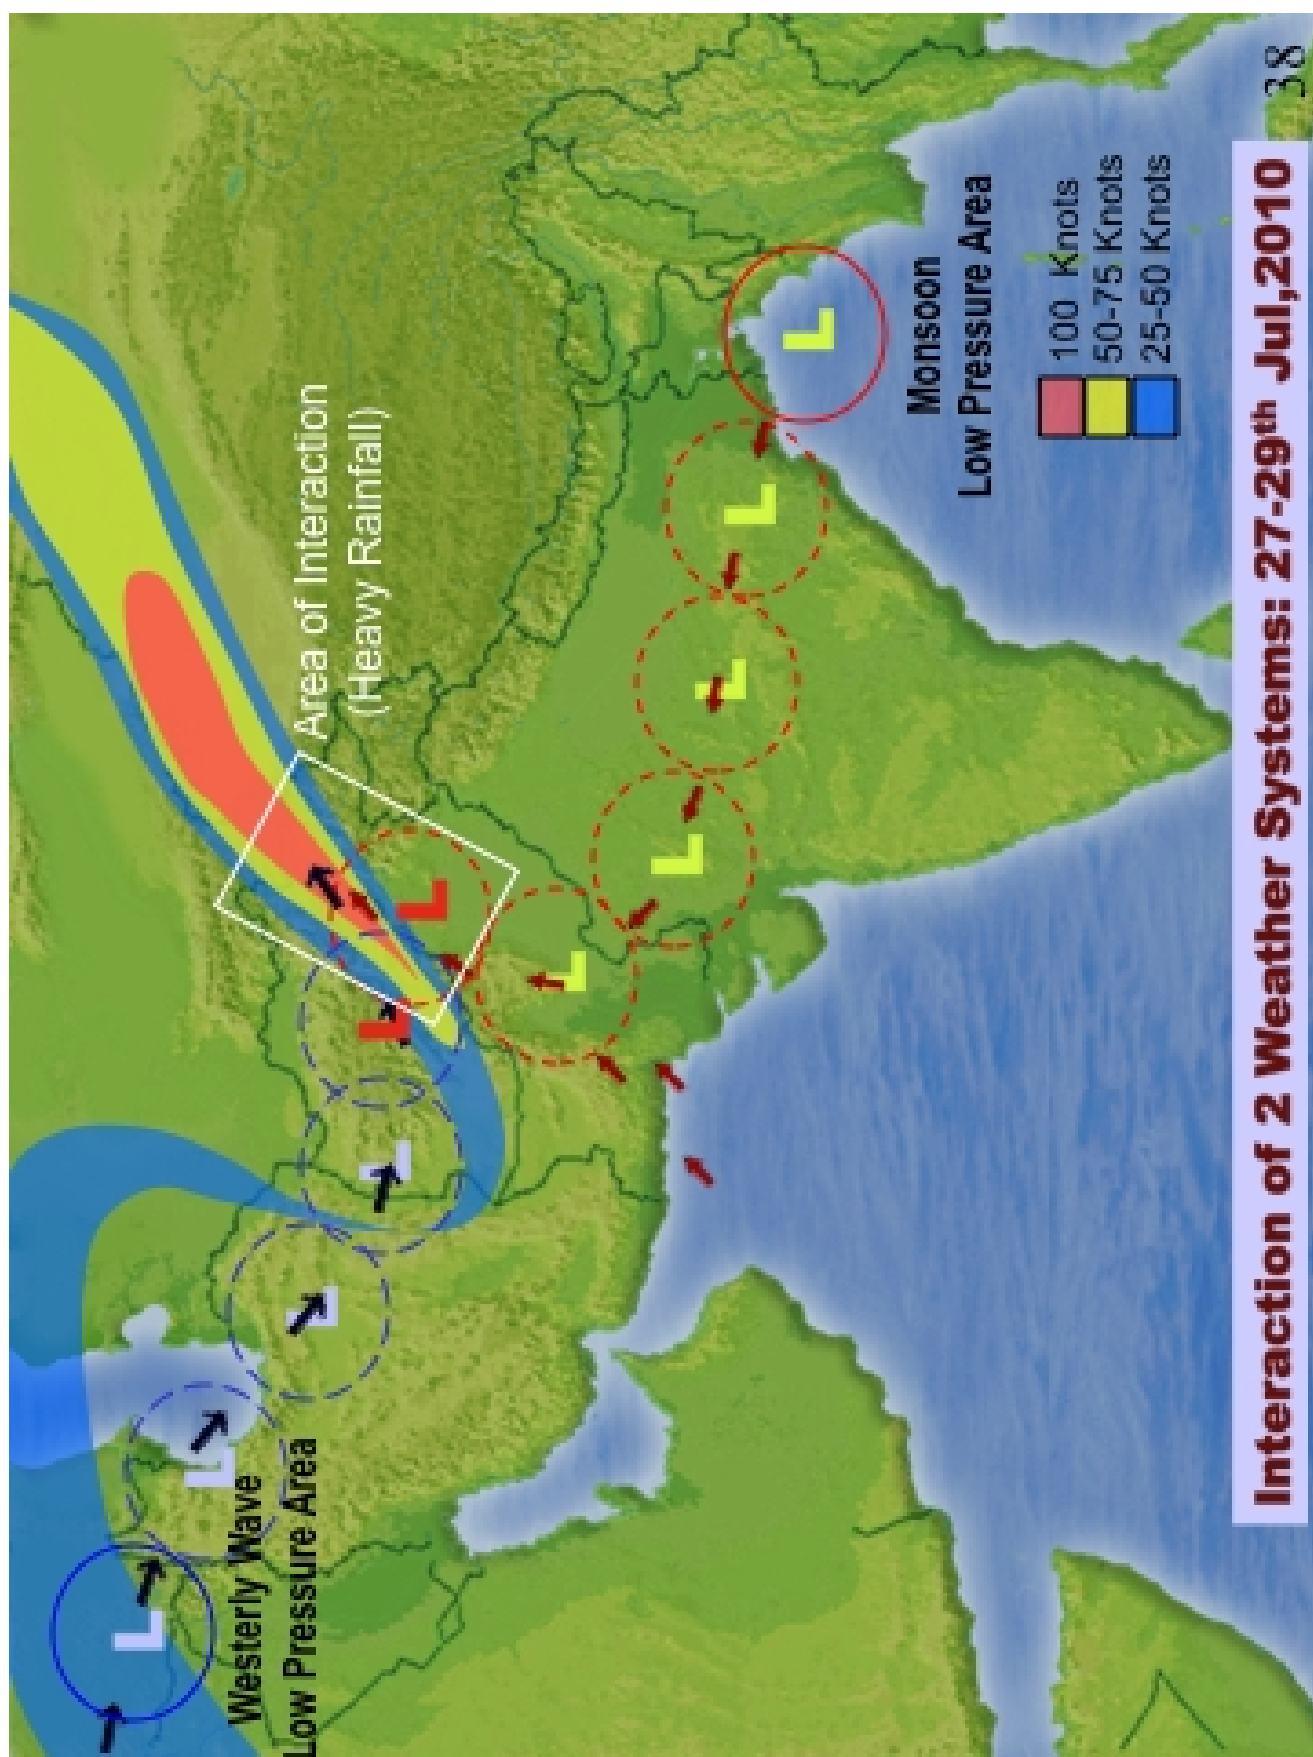 Westerly Wave
Low Pressure Area
L
L
L
L
L
L
Area of Interaction
(Heavy Rainfall)
L
L
L
L
L
L
Monsoon
Low Pressure Area
100 Knots
50-75 Knots
25-50 Knots
Interaction of 2 Weather Systems: 27-29th Jul,2010
38